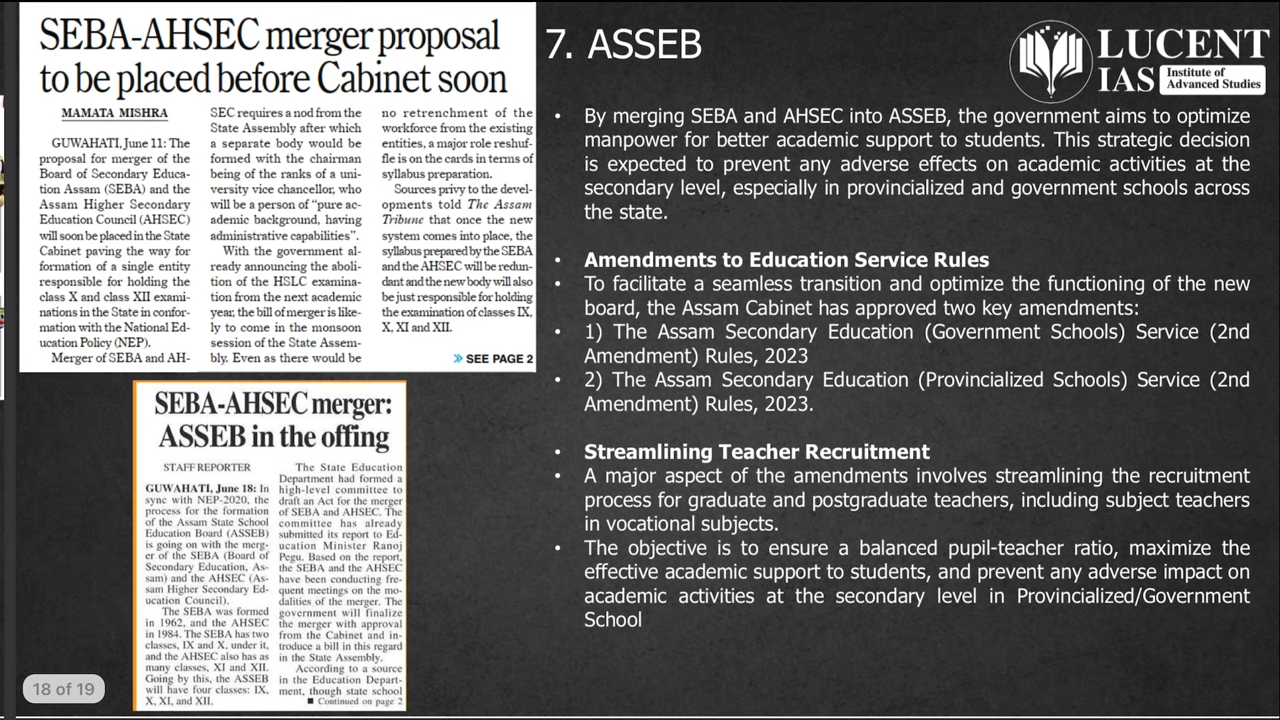 SEBA-AHSEC merger proposal
to be placed before Cabinet soon
MAMATA MISHRA
GUWAHATI, June 11: The
proposal for merger of the
Board of Secondary Educa-
tion Assam (SEBA) and the
Assam Higher Secondary
Education Council (AHSEC)
will soon be placed in the State
Cabinet paving the way for
formation of a single entity
responsible for holding the
class X and class XII exami-
nations in the State in confor-
mation with the National Ed-
ucation Policy (NEP).
Merger of SEBA and AH-
SEC requires a nod from the
State Assembly after which
a separate body would be
formed with the chairman
being of the ranks of a uni-
versity vice chancellor, who
will be a person of “pure ac-
ademic background, having
administrative capabilities”.
With the government al-
ready announcing the aboli-
tion of the HSLC examina-
tion from the next academic
year, the bill of merger is like-
ly to come in the monsoon
session of the State Assem-
bly. Even as there would be
no retrenchment of the
workforce from the existing
entities, a major role reshuf-
fle is on the cards in terms of
syllabus preparation.
Sources privy to the devel-
opments told The Assam
Tribune that once the new
system comes into place, the
syllabus prepared by the SEBA
and the AHSEC will be redun-
dant and the new body will also
be just responsible for holding
the examination of classes IX,
X, XI and XII.
» SEE PAGE 2
SEBA-AHSEC merger:
ASSEB in the offing
STAFF REPORTER
GUWAHATI, June 18: In
sync with NEP-2020, the
process for the formation
of the Assam State School
Education Board (ASSEB)
is going on with the merg-
er of the SEBA (Board of
Secondary Education, As-
sam) and the AHSEC (As-
sam Higher Secondary Ed-
ucation Council).
The SEBA was formed
in 1962, and the AHSEC
in 1984. The SEBA has two
classes, IX and X, under it,
and the AHSEC also has as
many classes, XI and XII.
Going by this, the ASSEB
will have four classes: IX,
X, XI, and XII.
The State Education
Department had formed a
high-level committee to
draft an Act for the merger
of SEBA and AHSEC. The
committee has already
submitted its report to Ed-
ucation Minister Ranoj
Pegu. Based on the report,
the SEBA and the AHSEC
have been conducting fre-
quent meetings on the mo-
dalities of the merger. The
government will finalize
the merger with approval
from the Cabinet and in-
troduce a bill in this regard
in the State Assembly.
According to a source
in the Education Depart-
ment, though state school
■ Continued on page 2
18 of 19
7. ASSEB
LUCENT
IAS
Institute of
Advanced Studies
• By merging SEBA and AHSEC into ASSEB, the government aims to optimize
manpower for better academic support to students. This strategic decision
is expected to prevent any adverse effects on academic activities at the
secondary level, especially in provincialized and government schools across
the state.
• Amendments to Education Service Rules
• To facilitate a seamless transition and optimize the functioning of the new
board, the Assam Cabinet has approved two key amendments:
• 1) The Assam Secondary Education (Government Schools) Service (2nd
Amendment) Rules, 2023
• 2) The Assam Secondary Education (Provincialized Schools) Service (2nd
Amendment) Rules, 2023.
• Streamlining Teacher Recruitment
• A major aspect of the amendments involves streamlining the recruitment
process for graduate and postgraduate teachers, including subject teachers
in vocational subjects.
• The objective is to ensure a balanced pupil-teacher ratio, maximize the
effective academic support to students, and prevent any adverse impact on
academic activities at the secondary level in Provincialized/Government
School